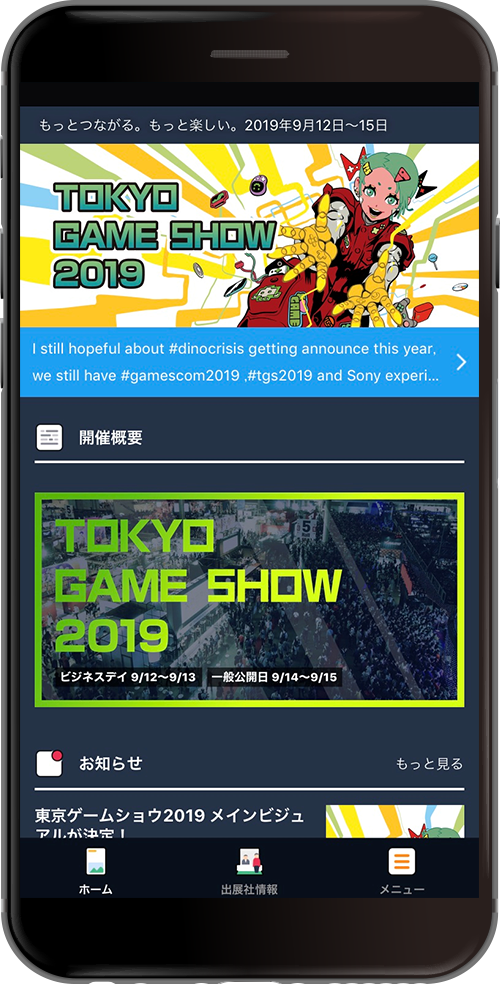 もっとつながる。もっと楽しい。2019年9月12日〜15日
TOKYO
GAME SHOW
2019
I still hopeful about #dinocrisis getting announce this year,
we still have #gamescom2019 ,#tgs2019 and Sony experi...
開催概要
TOKYO
GAME SHOW
2019
ビジネスデイ 9/12〜9/13 一般公開日 9/14〜9/15
お知らせ もっと見る
東京ゲームショウ2019 メインビジュ
アルが決定！
ホーム 出展社情報 メニュー